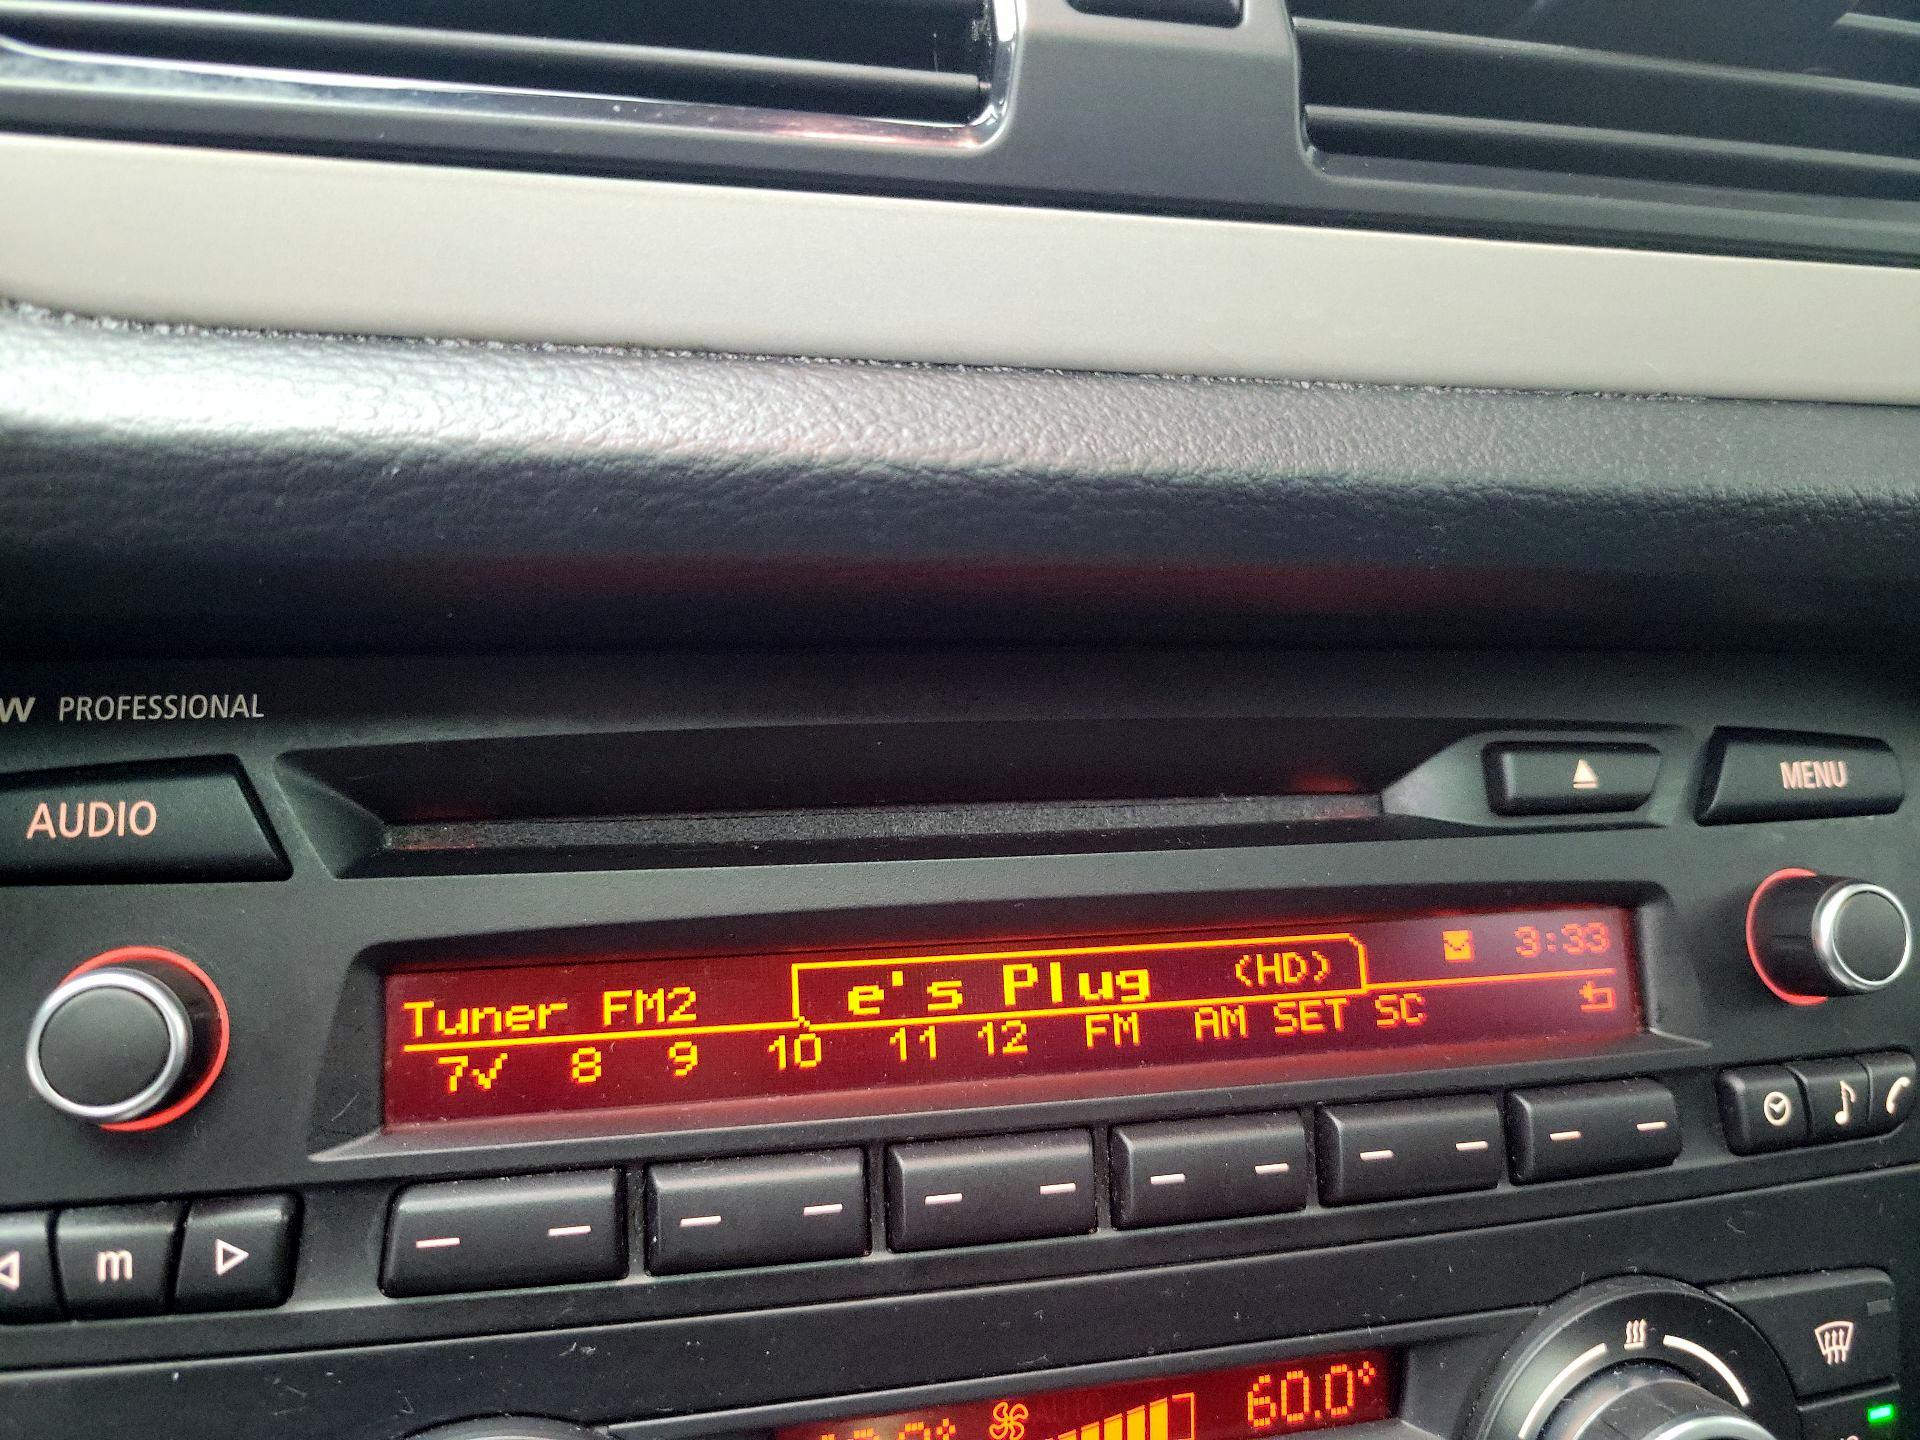 W PROFESSIONAL
AUDIO
MENU
Tuner FM2 e's Plug (HD) 3:33
7✓ 8 9 10 11 12 FM AM SET SC
m
AUTO
60.0°